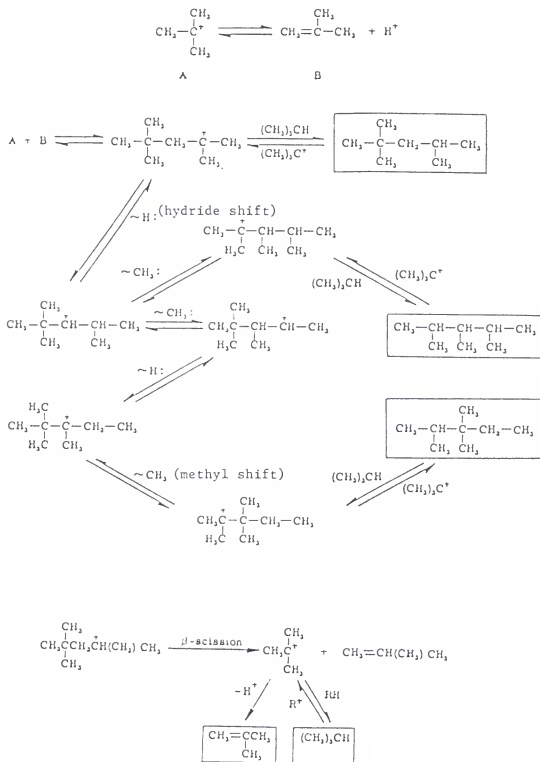 CH₃
CH₃—C⁺
CH₃
CH₃
CH₃=C—CH₃ + H⁺
A
B
A + B
CH₃
CH₃—C—CH₂—C⁺—CH₃
CH₃ CH₃
(CH₃)₃CH
(CH₃)₃C⁺
CH₃
CH₃—C—CH₂—CH—CH₃
CH₃ CH₃
~H: (hydride shift)
CH₃—C⁺—CH—CH—CH₃
H₃C CH₃ CH₃
~CH₃:
(CH₃)₃CH
(CH₃)₃C⁺
CH₃
CH₃—C—CH⁺—CH—CH₃
CH₃ CH₃
~CH₃:
CH₃
CH₃C—CH—CH⁺—CH₃
H₃C CH₃
CH₃—CH—CH—CH—CH₃
CH₃ CH₃ CH₃
~H:
H₃C
CH₃—C—C⁺—CH₂—CH₃
H₃C CH₃
CH₃
CH₃—CH—C—CH₂—CH₃
CH₃ CH₃
~CH₃ (methyl shift)
(CH₃)₃CH
(CH₃)₃C⁺
CH₃
CH₃C⁺—C—CH₂—CH₃
H₃C CH₃
CH₃
CH₃CCH₂C⁺H(CH₂) CH₃
CH₃
β-scission
CH₃
CH₃C⁺
CH₃
+ CH₃=CH(CH₃) CH₃
−H⁺
R⁺
RH
CH₃=CCH₃
CH₃
(CH₃)₃CH